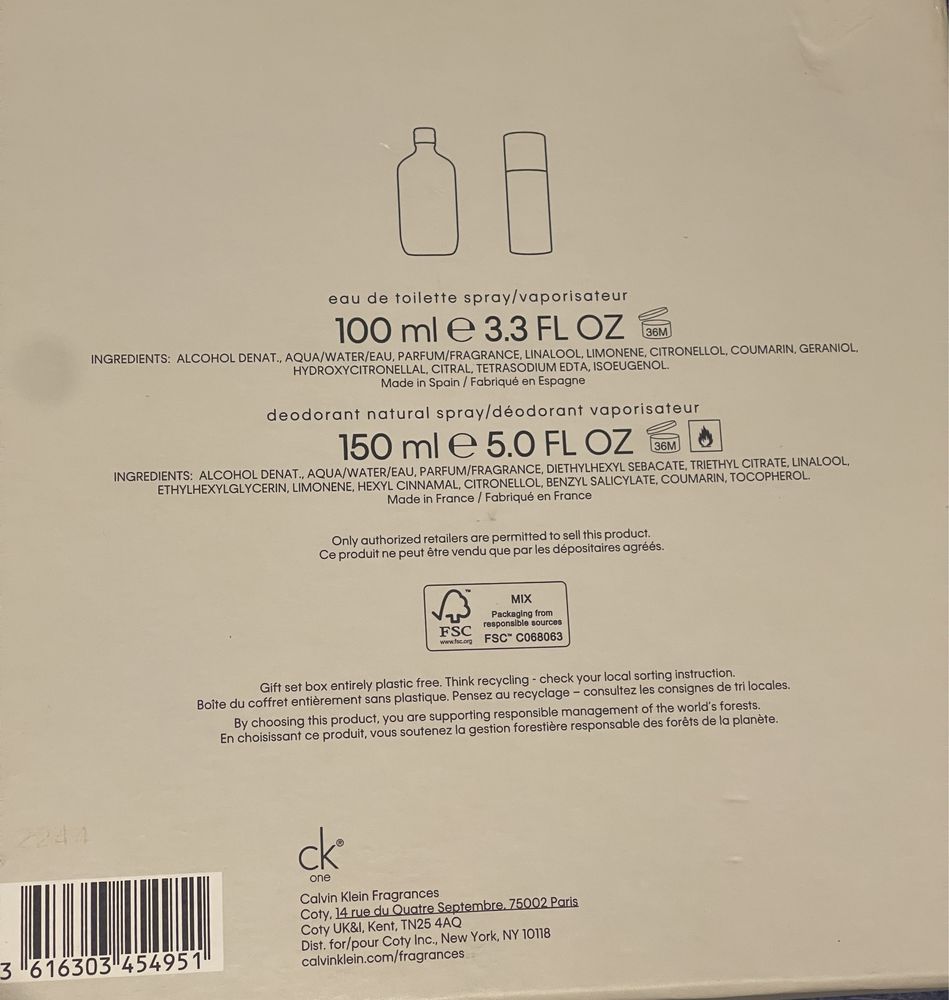 eau de toilette spray/vaporisateur
100 ml e 3.3 FL OZ 36M
INGREDIENTS: ALCOHOL DENAT., AQUA/WATER/EAU, PARFUM/FRAGRANCE, LINALOOL, LIMONENE, CITRONELLOL, COUMARIN, GERANIOL,
HYDROXYCITRONELLAL, CITRAL, TETRASODIUM EDTA, ISOEUGENOL.
Made in Spain / Fabriqué en Espagne
deodorant natural spray/déodorant vaporisateur
150 ml e 5.0 FL OZ 36M
INGREDIENTS: ALCOHOL DENAT., AQUA/WATER/EAU, PARFUM/FRAGRANCE, DIETHYLHEXYL SEBACATE, TRIETHYL CITRATE, LINALOOL,
ETHYLHEXYLGLYCERIN, LIMONENE, HEXYL CINNAMAL, CITRONELLOL, BENZYL SALICYLATE, COUMARIN, TOCOPHEROL.
Made in France / Fabriqué en France
Only authorized retailers are permitted to sell this product.
Ce produit ne peut être vendu que par les dépositaires agréés.
FSC™
www.fsc.org
MIX
Packaging from
responsible sources
FSC™ C068063
Gift set box entirely plastic free. Think recycling - check your local sorting instruction.
Boîte du coffret entièrement sans plastique. Pensez au recyclage – consultez les consignes de tri locales.
By choosing this product, you are supporting responsible management of the world's forests.
En choisissant ce produit, vous soutenez la gestion forestière responsable des forêts de la planète.
2244
ck®
one
Calvin Klein Fragrances
Coty, 14 rue du Quatre Septembre, 75002 Paris
Coty UK&I, Kent, TN25 4AQ
Dist. for/pour Coty Inc., New York, NY 10118
calvinklein.com/fragrances
3 616303 454951